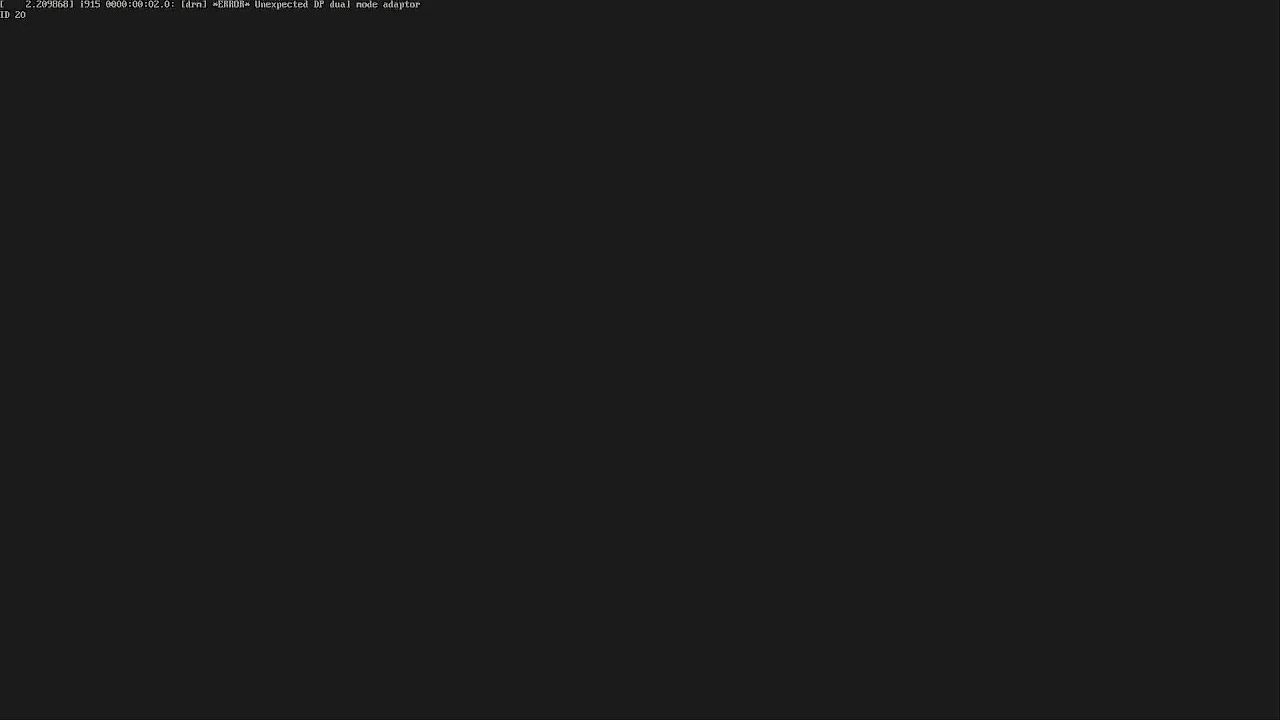 [    2.209868] i915 0000:00:02.0: [drm] *ERROR* Unexpected DP dual mode adaptor
ID 20